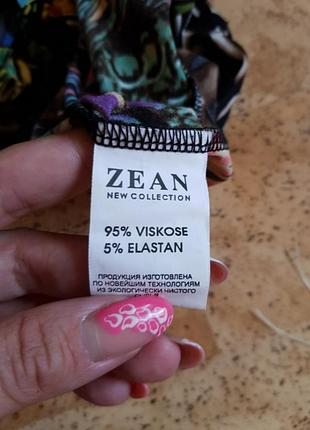 ZEAN
NEW COLLECTION
95% VISKOSE
5% ELASTAN
ПРОДУКЦИЯ ИЗГОТОВЛЕНА
ПО НОВЕЙШИМ ТЕХНОЛОГИЯМ
ИЗ ЭКОЛОГИЧЕСКИ ЧИСТОГО